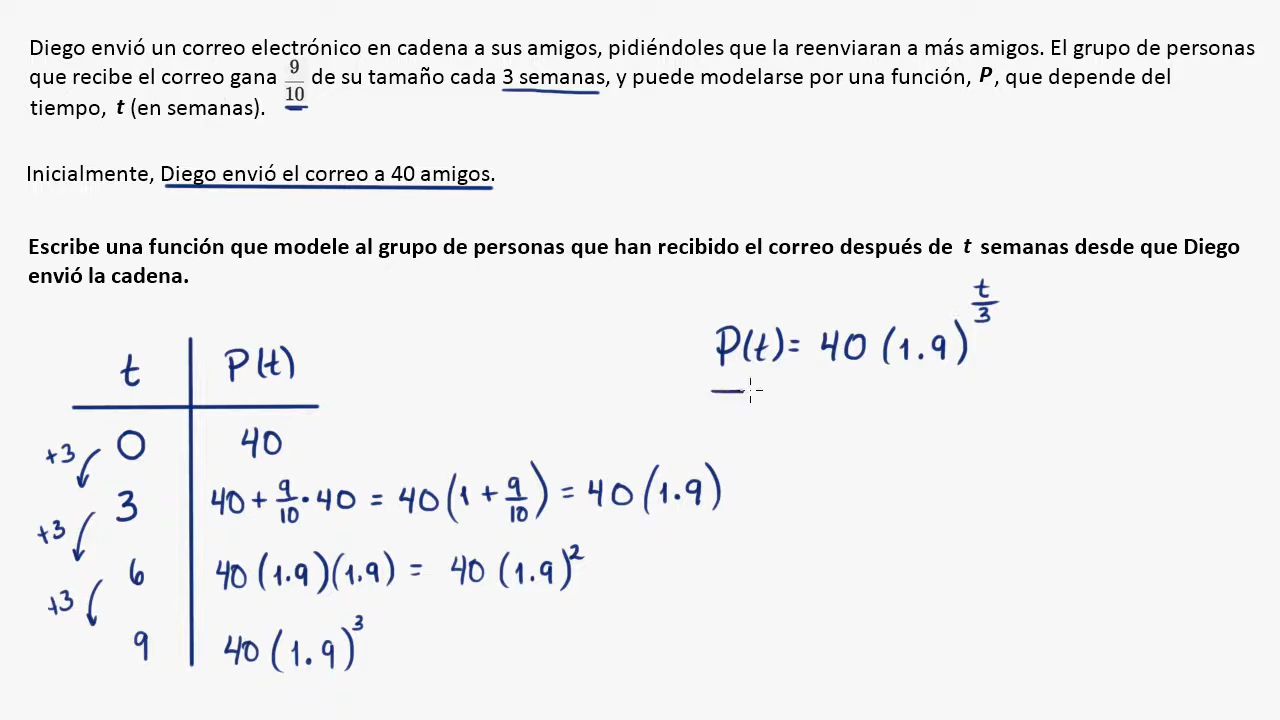 Diego envió un correo electrónico en cadena a sus amigos, pidiéndoles que la reenviaran a más amigos. El grupo de personas
que recibe el correo gana 9/10 de su tamaño cada 3 semanas, y puede modelarse por una función, P, que depende del
tiempo, t (en semanas).
Inicialmente, Diego envió el correo a 40 amigos.
Escribe una función que modele al grupo de personas que han recibido el correo después de t semanas desde que Diego
envió la cadena.
P(t)= 40 (1.9)^(t/3)
t P(t)
+3 0 40
3 40 + 9/10 · 40 = 40 (1 + 9/10) = 40 (1.9)
+3 6 40 (1.9)(1.9) = 40 (1.9)²
+3 9 40 (1.9)³